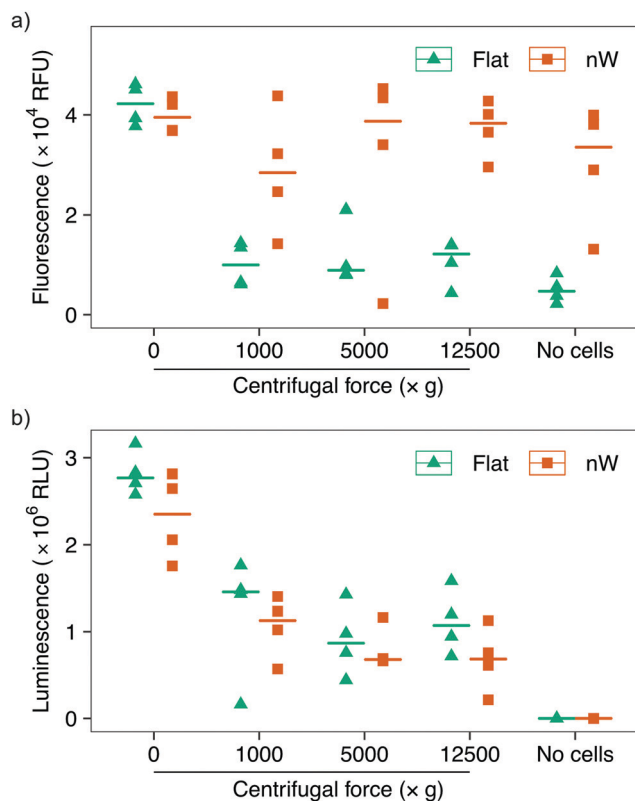 a)
Flat nW
4
2
0
Fluorescence (× 10⁴ RFU)
0 1000 5000 12500 No cells
Centrifugal force (× g)
b)
Flat nW
3
2
1
0
Luminescence (× 10⁶ RLU)
0 1000 5000 12500 No cells
Centrifugal force (× g)